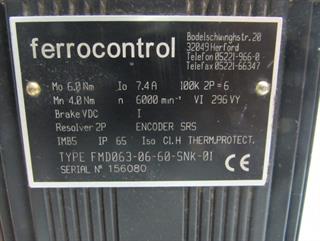 ferrocontrol
Bodelschwinghstr.20
32049 Herford
Telefon 05221-966-0
Telefax 05221-66347
Mo 6.0 Nm Io 7.4 A 100K 2P=6
Mn 4.0 Nm n 6000 min⁻¹ VI 296 VY
Brake VDC I
Resolver 2P ENCODER SRS
IMB5 IP 65 Iso Cl.H THERM.PROTECT.
TYPE FMD063-06-60-SNK-01
SERIAL N° 156080 CE